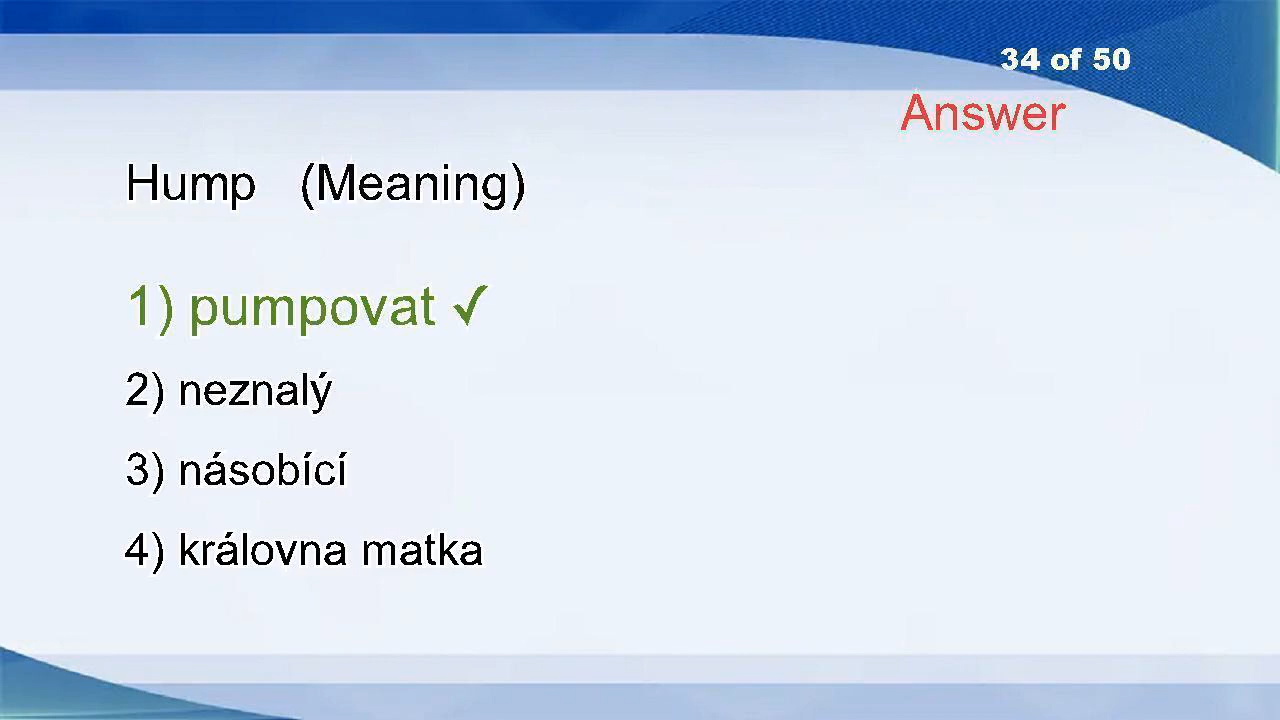 34 of 50
Answer
Hump (Meaning)
1) pumpovat ✓
2) neznalý
3) násobící
4) královna matka